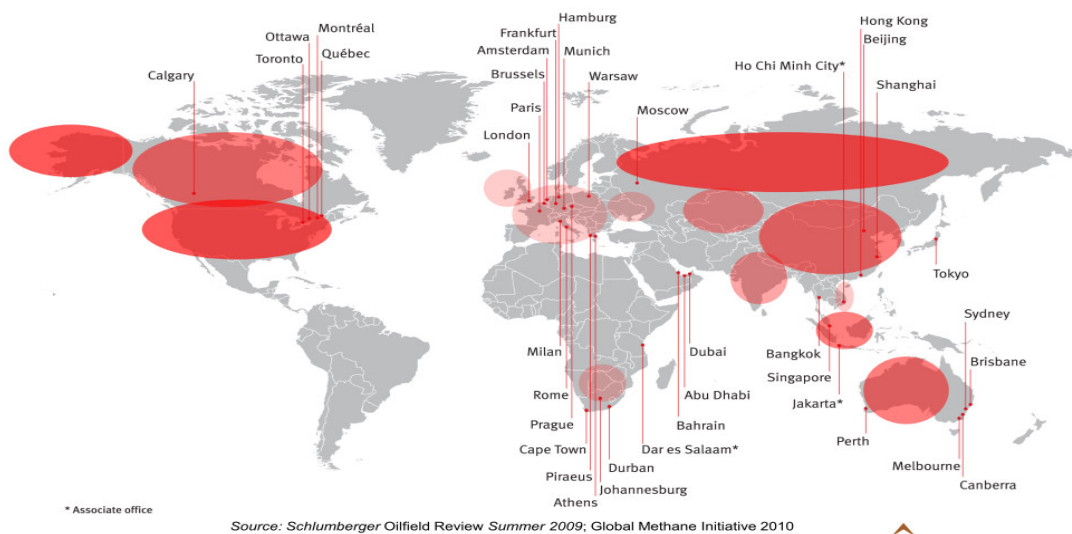 Hamburg
Hong Kong
Montréal
Frankfurt
Beijing
Ottawa
Amsterdam
Munich
Toronto
Québec
Ho Chi Minh City*
Calgary
Brussels
Warsaw
Shanghai
Paris
Moscow
London
Tokyo
Sydney
Milan
Dubai
Bangkok
Brisbane
Singapore
Rome
Abu Dhabi
Jakarta*
Prague
Bahrain
Perth
Cape Town
Dar es Salaam*
Melbourne
Piraeus
Durban
Canberra
Johannesburg
Athens
* Associate office
Source: Schlumberger Oilfield Review Summer 2009; Global Methane Initiative 2010